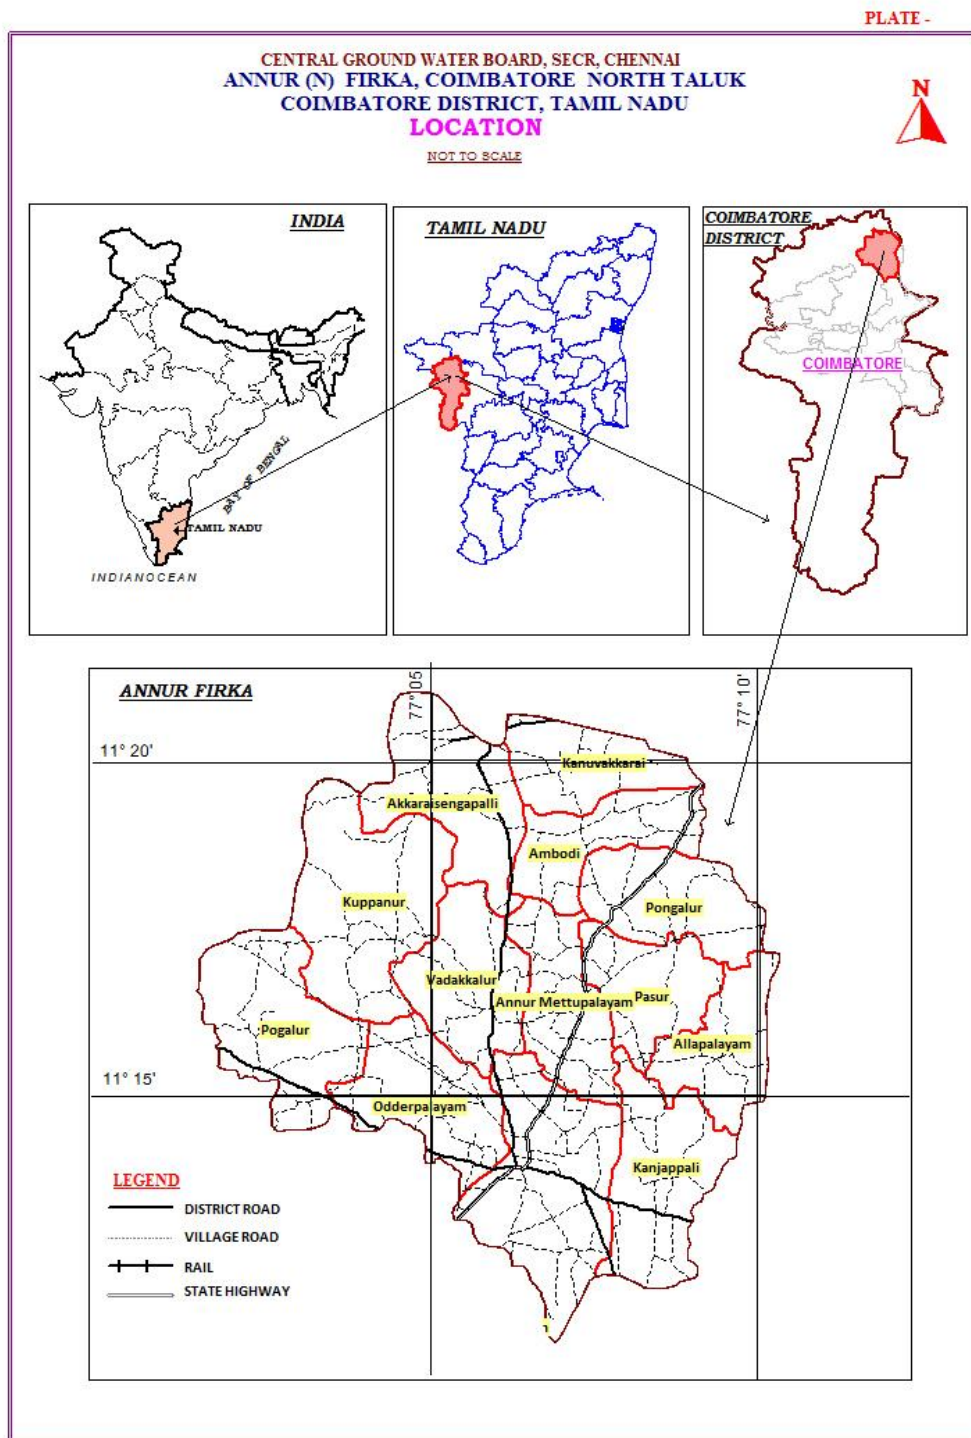 PLATE -
CENTRAL GROUND WATER BOARD, SECR, CHENNAI
ANNUR (N) FIRKA, COIMBATORE NORTH TALUK
COIMBATORE DISTRICT, TAMIL NADU
LOCATION
NOT TO SCALE
N
INDIA
BAY OF BENGAL
TAMIL NADU
INDIANOCEAN
TAMIL NADU
COIMBATORE
DISTRICT
COIMBATORE
ANNUR FIRKA
77° 05
77° 10'
11° 20'
11° 15'
Kanuvakkarai
Akkaraisengapalli
Ambodi
Kuppanur
Pongalur
Vadakkalur
Annur Mettupalayam
Pasur
Pogalur
Allapalayam
Odderpalayam
Kanjappali
LEGEND
DISTRICT ROAD
VILLAGE ROAD
RAIL
STATE HIGHWAY